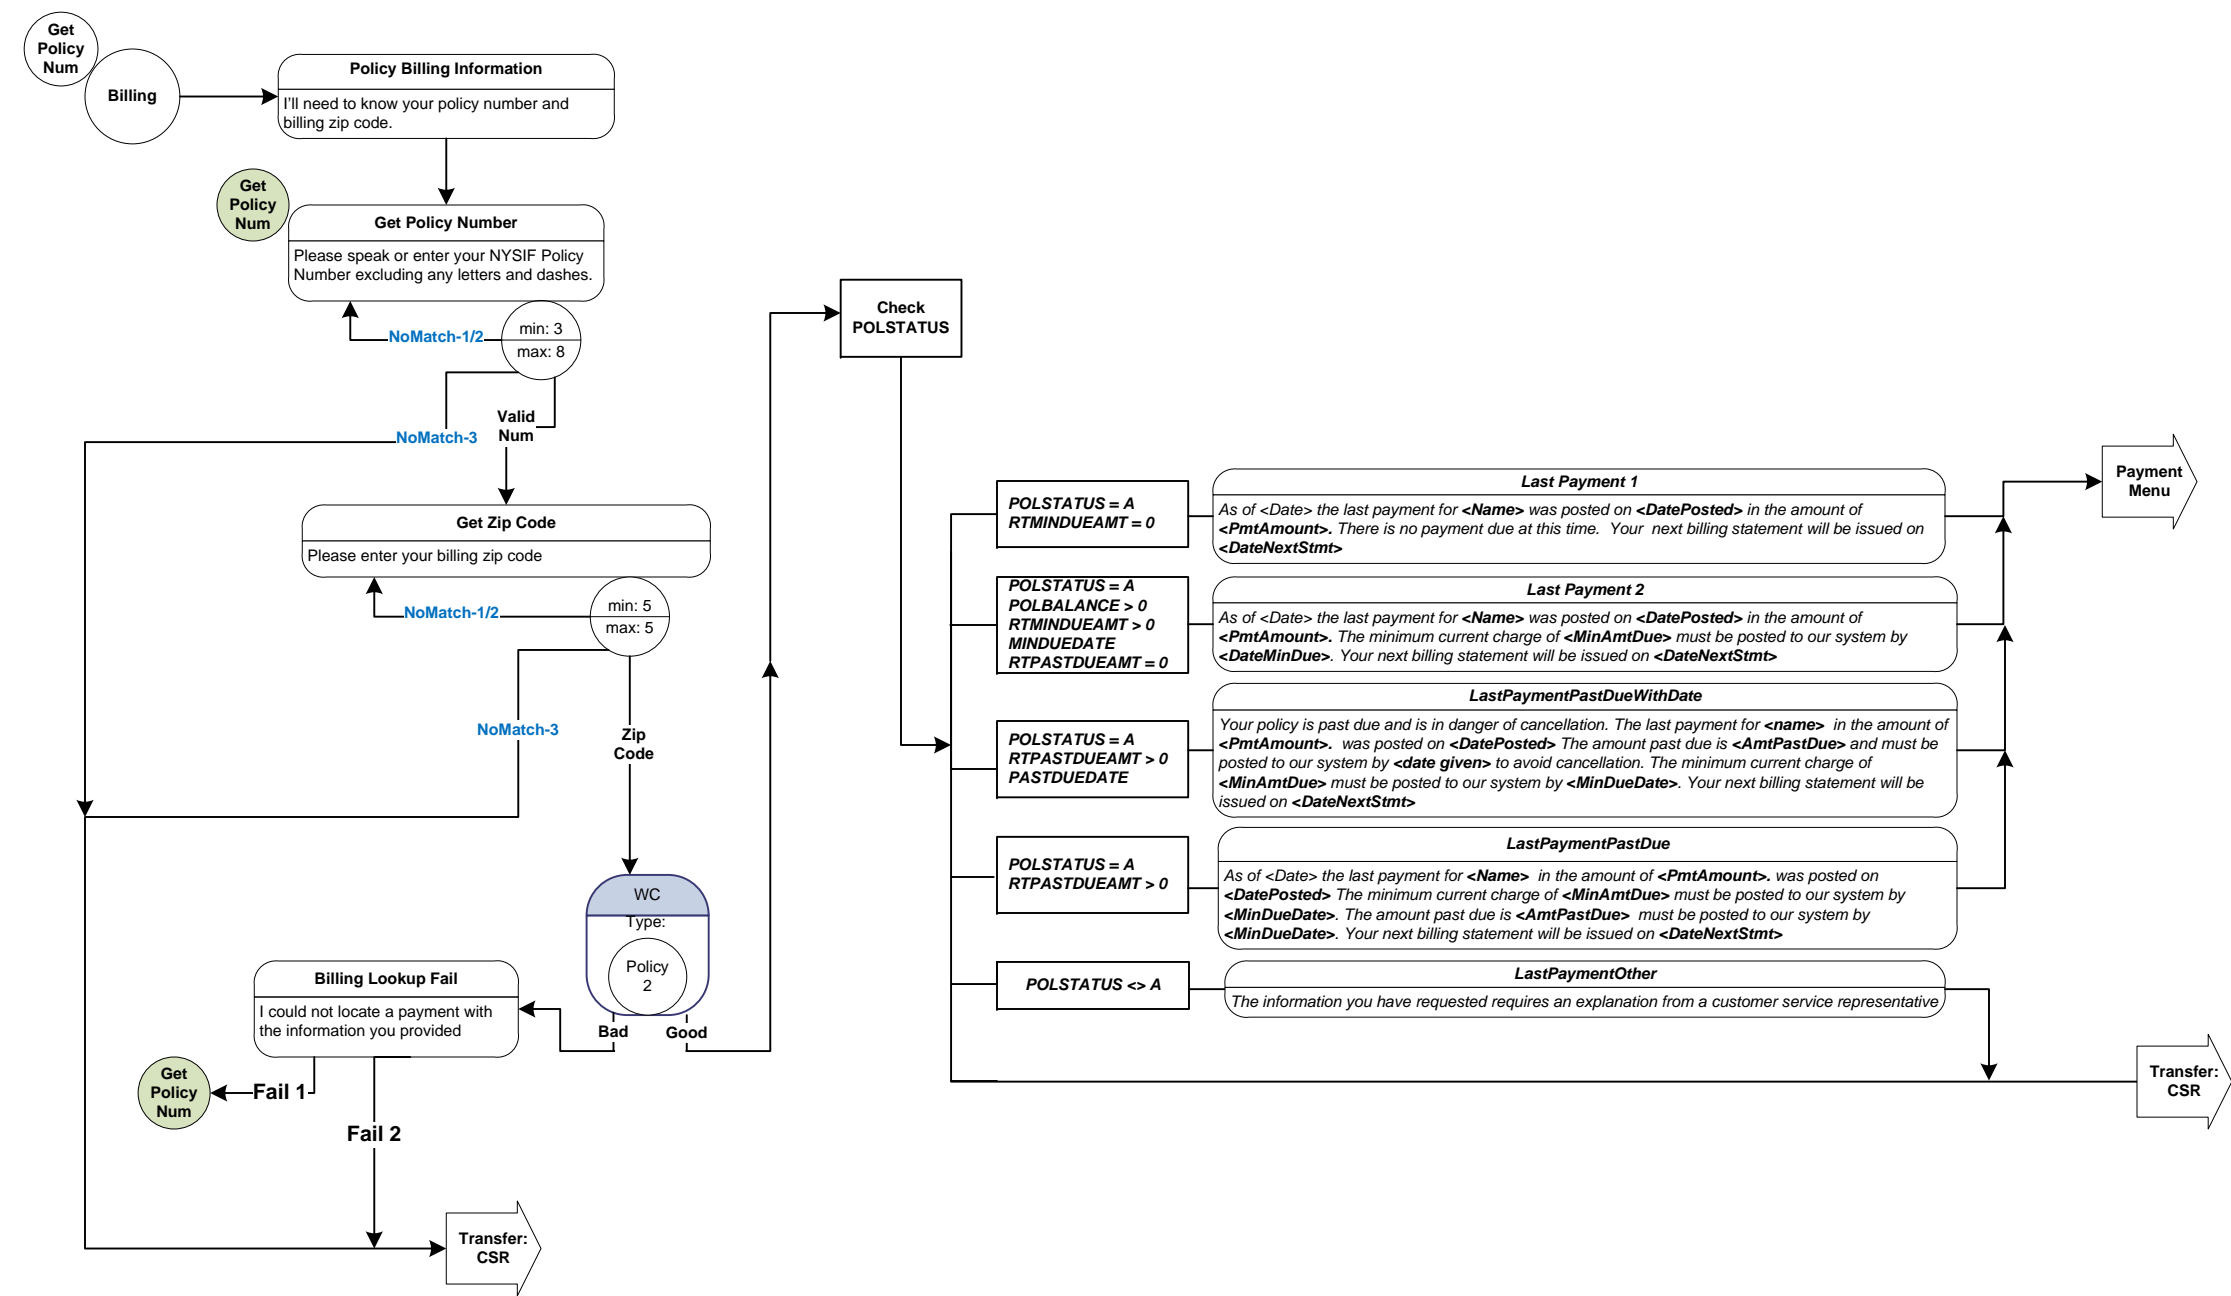 Get
Policy
Num
Billing
Policy Billing Information
I'll need to know your policy number and
billing zip code.
Get
Policy
Num
Get Policy Number
Please speak or enter your NYSIF Policy
Number excluding any letters and dashes.
NoMatch-1/2
min: 3
max: 8
NoMatch-3
Valid
Num
Get Zip Code
Please enter your billing zip code
NoMatch-1/2
min: 5
max: 5
NoMatch-3
Zip
Code
WC
Type:
Policy
2
Bad
Good
Billing Lookup Fail
I could not locate a payment with
the information you provided
Get
Policy
Num
Fail 1
Fail 2
Transfer:
CSR
Check
POLSTATUS
POLSTATUS = A
RTMINDUEAMT = 0
Last Payment 1
As of <Date> the last payment for <Name> was posted on <DatePosted> in the amount of
<PmtAmount>. There is no payment due at this time.  Your  next billing statement will be issued on
<DateNextStmt>
Payment
Menu
POLSTATUS = A
POLBALANCE > 0
RTMINDUEAMT > 0
MINDUEDATE
RTPASTDUEAMT = 0
Last Payment 2
As of <Date> the last payment for <Name> was posted on <DatePosted> in the amount of
<PmtAmount>. The minimum current charge of <MinAmtDue> must be posted to our system by
<DateMinDue>. Your next billing statement will be issued on <DateNextStmt>
POLSTATUS = A
RTPASTDUEAMT > 0
PASTDUEDATE
LastPaymentPastDueWithDate
Your policy is past due and is in danger of cancellation. The last payment for <name>  in the amount of
<PmtAmount>.  was posted on <DatePosted> The amount past due is <AmtPastDue> and must be
posted to our system by <date given> to avoid cancellation. The minimum current charge of
<MinAmtDue> must be posted to our system by <MinDueDate>. Your next billing statement will be
issued on <DateNextStmt>
POLSTATUS = A
RTPASTDUEAMT > 0
LastPaymentPastDue
As of <Date> the last payment for <Name>  in the amount of <PmtAmount>. was posted on
<DatePosted> The minimum current charge of <MinAmtDue> must be posted to our system by
<MinDueDate>. The amount past due is <AmtPastDue>  must be posted to our system by
<MinDueDate>. Your next billing statement will be issued on <DateNextStmt>
POLSTATUS <> A
LastPaymentOther
The information you have requested requires an explanation from a customer service representative
Transfer:
CSR